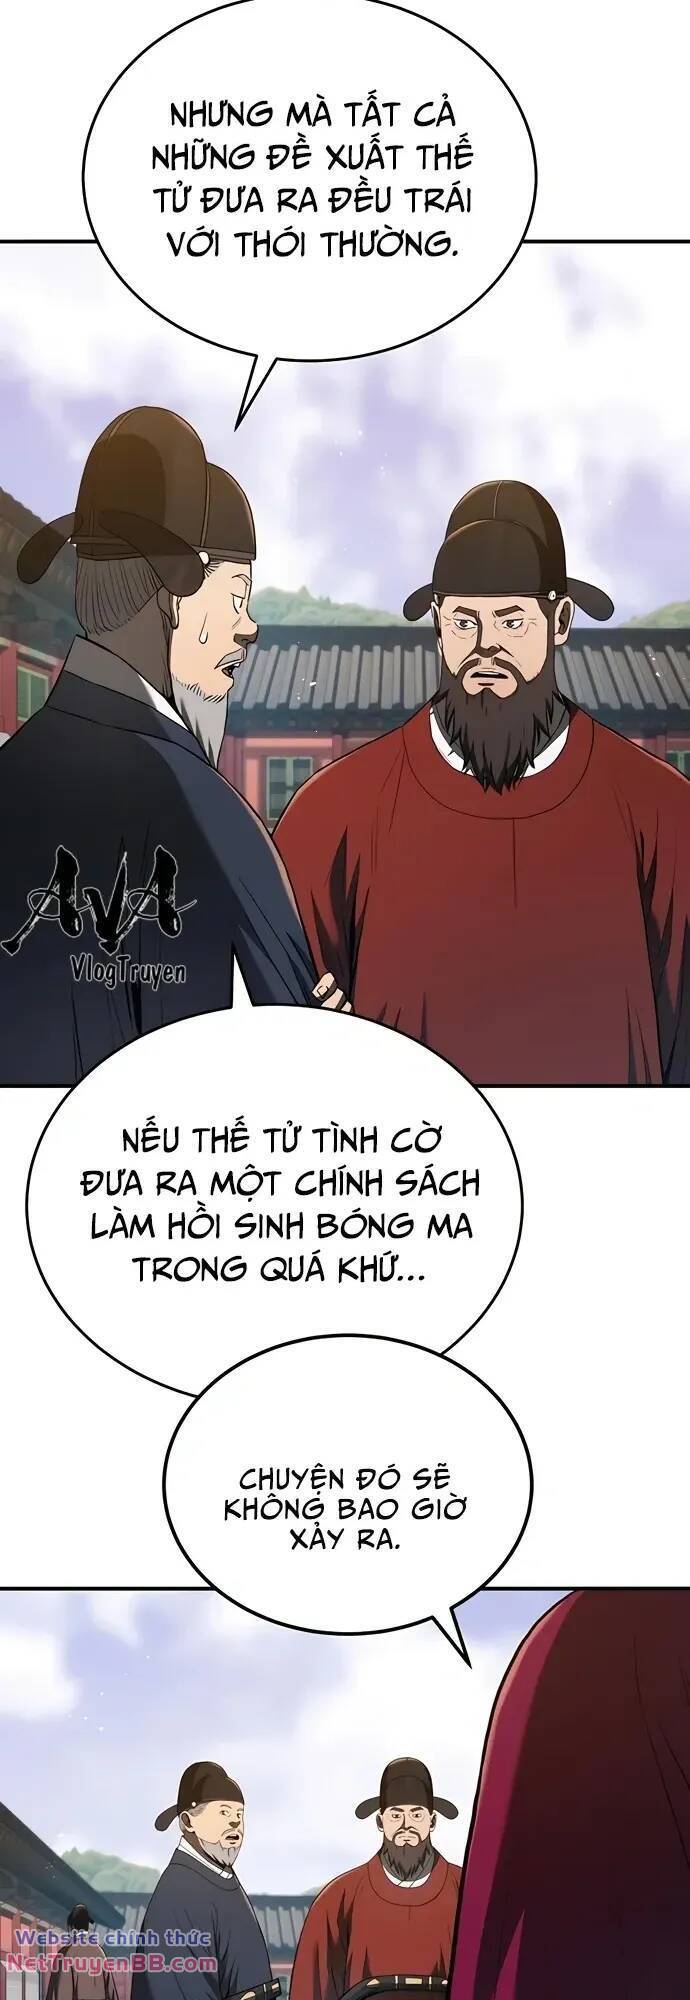 NHƯNG MÀ TẤT CẢ
NHỮNG ĐỀ XUẤT THẾ
TỬ ĐƯA RA ĐỀU TRÁI
VỚI THÓI THƯỜNG.
AVA
VlogTruyen
NẾU THẾ TỬ TÌNH CỜ
ĐƯA RA MỘT CHÍNH SÁCH
LÀM HỒI SINH BÓNG MA
TRONG QUÁ KHỨ...
CHUYỆN ĐÓ SẼ
KHÔNG BAO GIỜ
XẢY RA.
Website chính thức
NetTruyenBB.com